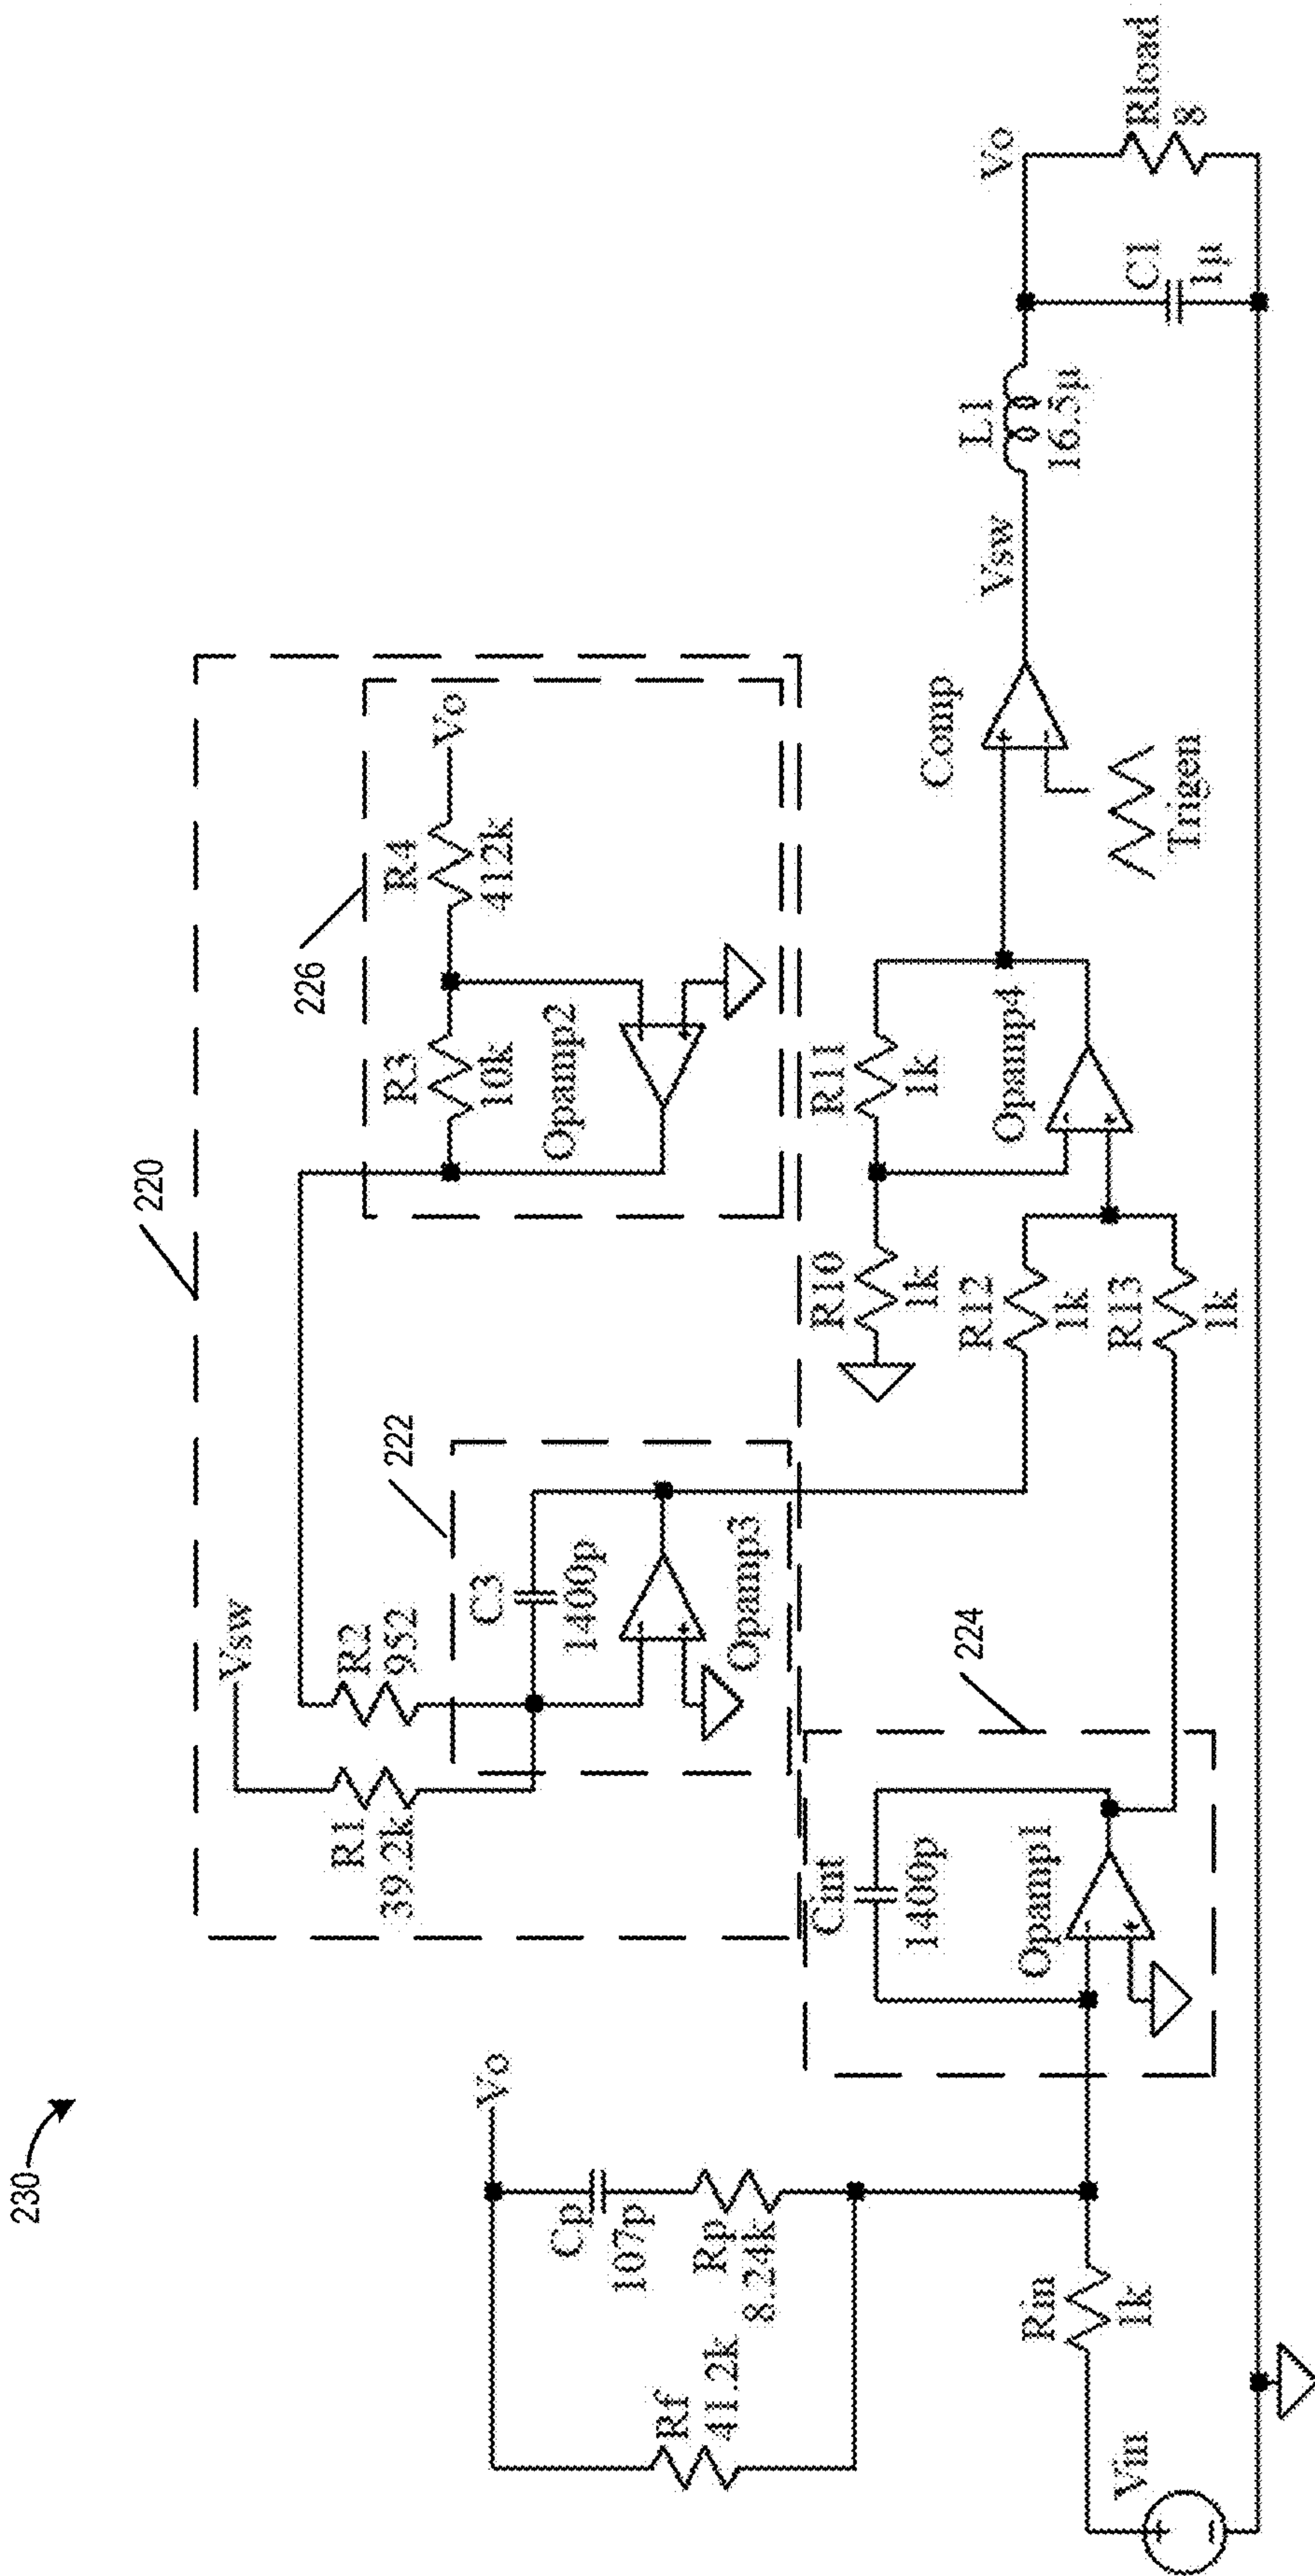 230
220
226
222
224
Vsw
R1
39.2k
R2
952
C3
1400p
Opamp3
R3
10k
R4
412k
Vo
Opamp2
Vo
Cp
107p
Rp
8.24k
Rf
41.2k
Rin
1k
Vin
Cint
1400p
Opamp1
R10
1k
R11
1k
R12
1k
R13
1k
Opamp4
Comp
Trigen
Vsw
L1
16.5µ
Vo
C1
1µ
Rload
8